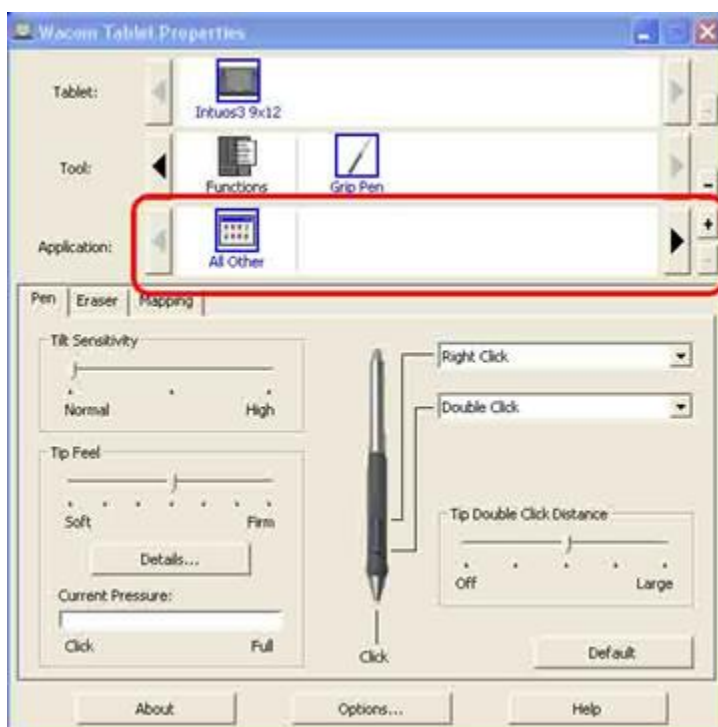 Wacom Tablet Properties
Tablet:
Intuos3 9x12
Tool:
Functions
Grip Pen
Application:
All Other
Pen Eraser Mapping
Tilt Sensitivity
Normal High
Right Click
Double Click
Tip Feel
Soft Firm
Details...
Tip Double Click Distance
Off Large
Current Pressure:
Click Full
Click
Default
About Options... Help